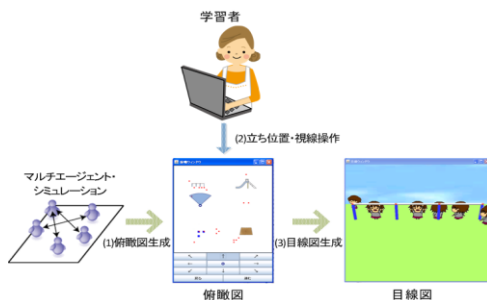 学習者
(2)立ち位置・視線操作
マルチエージェント・
シミュレーション
(1)俯瞰図生成
(3)目線図生成
俯瞰図
目線図